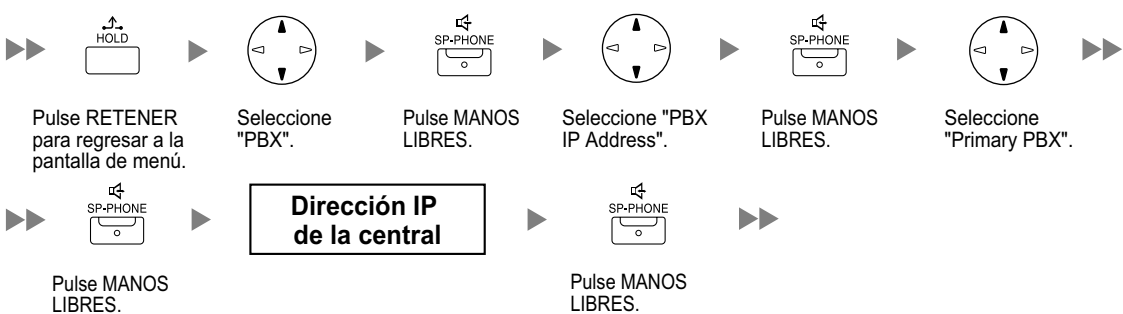 HOLD
SP-PHONE
SP-PHONE
Pulse RETENER
para regresar a la
pantalla de menú.
Seleccione
"PBX".
Pulse MANOS
LIBRES.
Seleccione "PBX
IP Address".
Pulse MANOS
LIBRES.
Seleccione
"Primary PBX".
SP-PHONE
Dirección IP
de la central
SP-PHONE
Pulse MANOS
LIBRES.
Pulse MANOS
LIBRES.